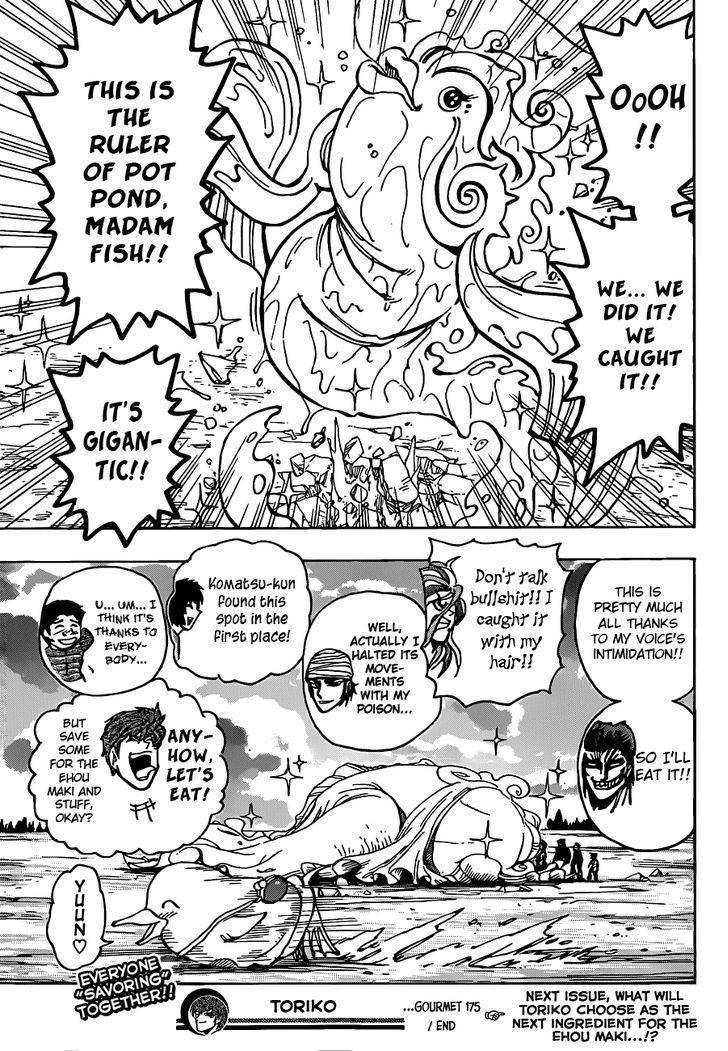 OOOH
!!
WE... WE
DID IT!
WE
CAUGHT
IT!!
THIS IS
THE
RULER
OF POT
POND,
MADAM
FISH!!
IT'S
GIGAN-
TIC!!
THIS IS
PRETTY MUCH
ALL THANKS
TO MY VOICE'S
INTIMIDATION!!
SO I'LL
EAT IT!!
Don't talk
bullshit!! I
caught it
with my
hair!!
WELL,
ACTUALLY I
HALTED ITS
MOVE-
MENTS
WITH MY
POISON...
Komatsu-kun
found this
spot in the
first place!
U... UM... I
THINK IT'S
THANKS TO
EVERY-
BODY...
ANY-
HOW,
LET'S
EAT!
BUT
SAVE
SOME
FOR THE
EHOU MAKI
AND
STUFF,
OKAY?
YUUN♡
EVERYONE
"SAVORING"
TOGETHER!!
TORIKO
...GOURMET 175
/ END
☞ NEXT ISSUE, WHAT WILL
TORIKO CHOOSE AS THE
NEXT INGREDIENT FOR THE
EHOU MAKI...!?